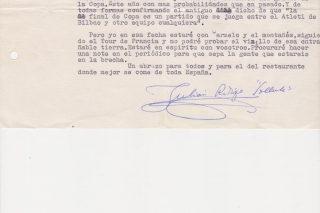 la Copa. Este año con mas probabilidades que en pasado. Y de
todas formas confirmando el antiguo dicho de que "la
final de Copa es un partido que se juega entre el Atleti de
Bilbao y otro equipo cualquiera".
Pero yo en esa fecha estaré con el montañés, siguie
do el Tour de Francia y no podré probar el de esa entra
ñable tierra. Estaré en espíritu con vosotros. Procuraré hacer
una nota en el periodico para que sepa la gente que estareis
en la brecha.
Un abrazo para todos y para el del restaurante
donde mejor se come de toda España.